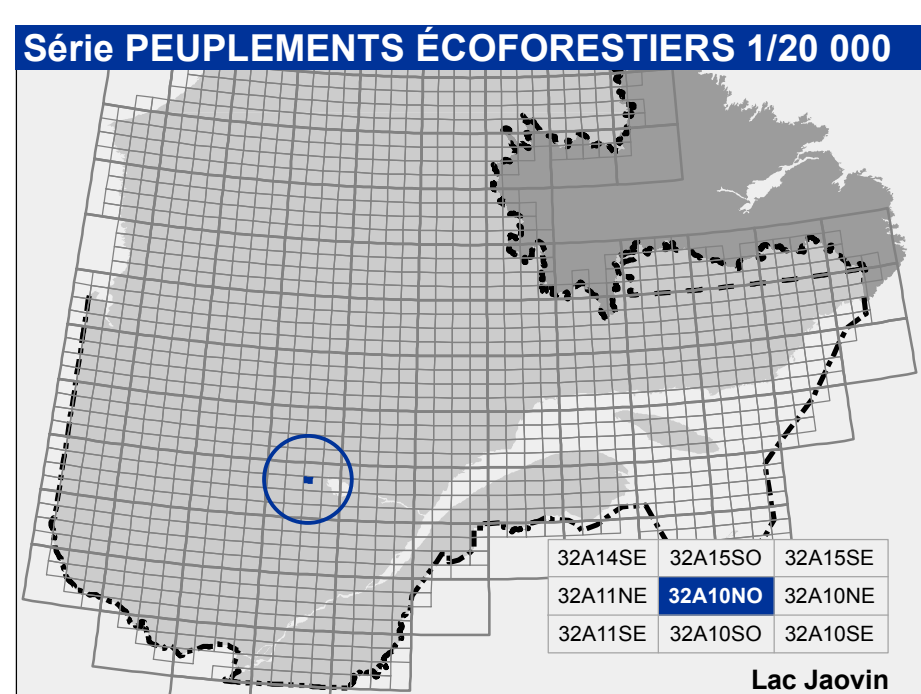 Série PEUPLEMENTS ÉCOFORESTIERS 1/20 000
32A14SE 32A15SO 32A15SE
32A11NE 32A10NO 32A10NE
32A11SE 32A10SO 32A10SE
Lac Jaovin